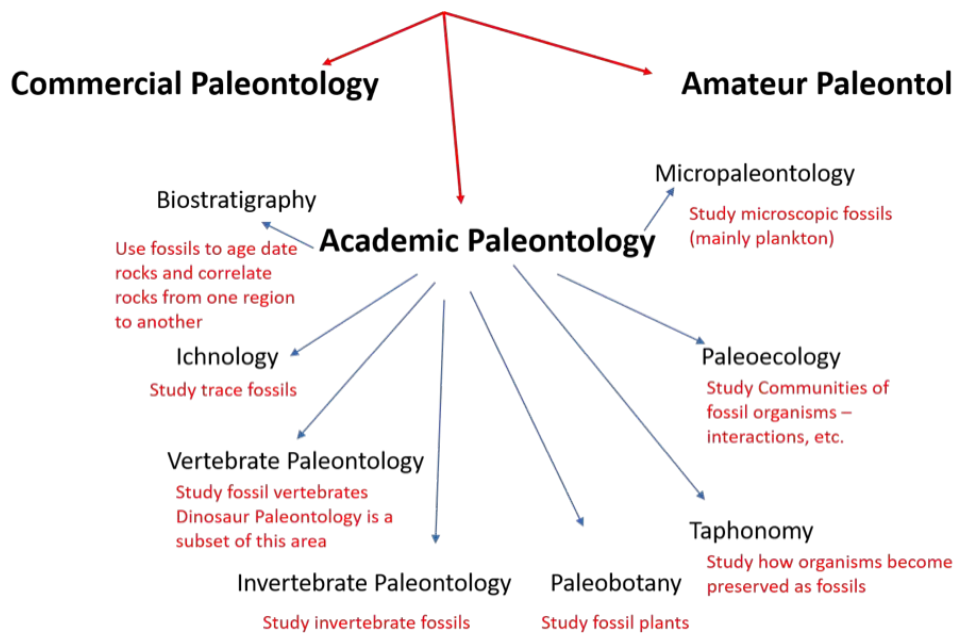 Commercial Paleontology
Amateur Paleontol
Academic Paleontology
Biostratigraphy
Use fossils to age date
rocks and correlate
rocks from one region
to another
Micropaleontology
Study microscopic fossils
(mainly plankton)
Ichnology
Study trace fossils
Paleoecology
Study Communities of
fossil organisms –
interactions, etc.
Vertebrate Paleontology
Study fossil vertebrates
Dinosaur Paleontology is a
subset of this area
Taphonomy
Study how organisms become
preserved as fossils
Invertebrate Paleontology
Study invertebrate fossils
Paleobotany
Study fossil plants